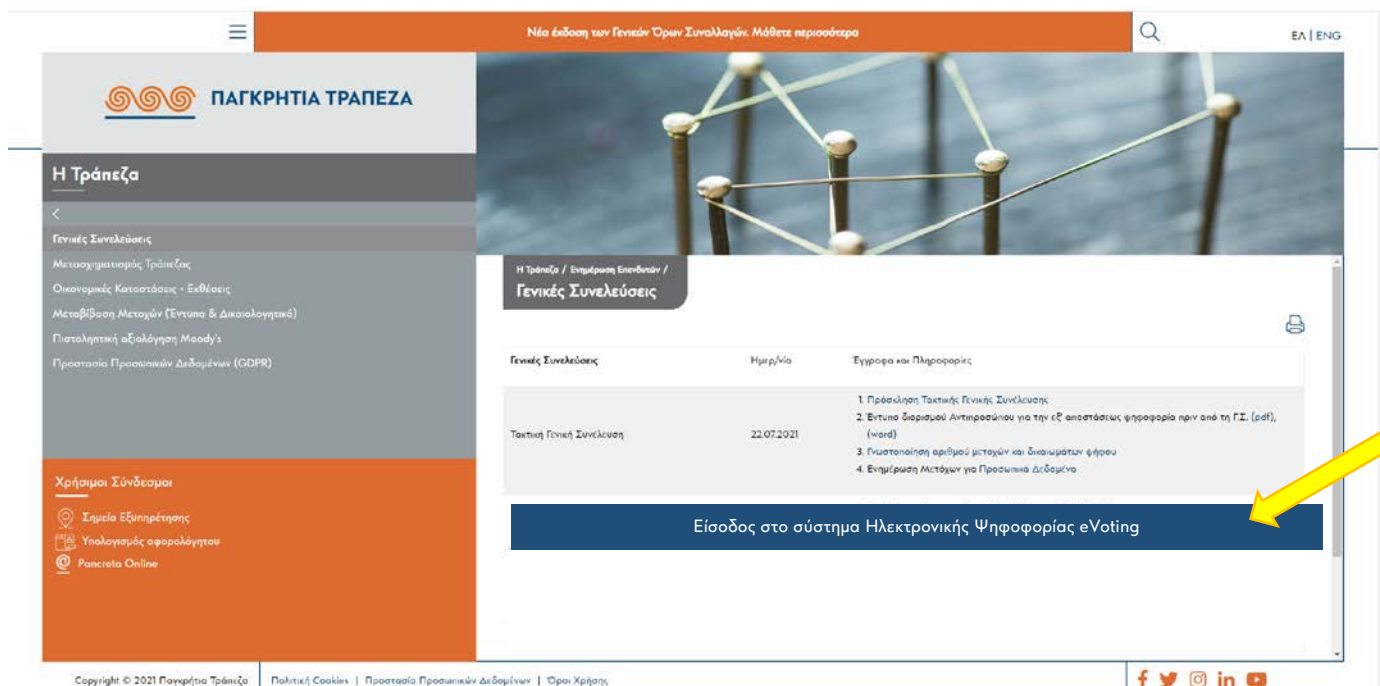 Νέα έκδοση των Γενικών Όρων Συναλλαγών. Μάθετε περισσότερα
ΕΛ | ENG
ΠΑΓΚΡΗΤΙΑ ΤΡΑΠΕΖΑ
Η Τράπεζα
<
Γενικές Συνελεύσεις
Μετασχηματισμός Τράπεζας
Οικονομικές Καταστάσεις - Εκθέσεις
Μεταβίβαση Μετοχών (Έντυπα & Δικαιολογητικά)
Πιστοληπτική αξιολόγηση Moody's
Προστασία Προσωπικών Δεδομένων (GDPR)
Χρήσιμοι Σύνδεσμοι
Σημεία Εξυπηρέτησης
Υπολογισμός αφορολόγητου
Pancreta Online
Η Τράπεζα / Ενημέρωση Επενδυτών /
Γενικές Συνελεύσεις
Γενικές Συνελεύσεις Ημερ/νία Έγγραφα και Πληροφορίες
Τακτική Γενική Συνέλευση 22.07.2021
1. Πρόσκληση Τακτικής Γενικής Συνέλευσης
2. Έντυπο διορισμού Αντιπροσώπου για την εξ αποστάσεως ψηφοφορία πριν από τη Γ.Σ. (pdf),
(word)
3. Γνωστοποίηση αριθμού μετοχών και δικαιωμάτων ψήφου
4. Ενημέρωση Μετόχων για Προσωπικά Δεδομένα
Είσοδος στο σύστημα Ηλεκτρονικής Ψηφοφορίας eVoting
Copyright © 2021 Παγκρήτια Τράπεζα | Πολιτική Cookies | Προστασία Προσωπικών Δεδομένων | Όροι Χρήσης